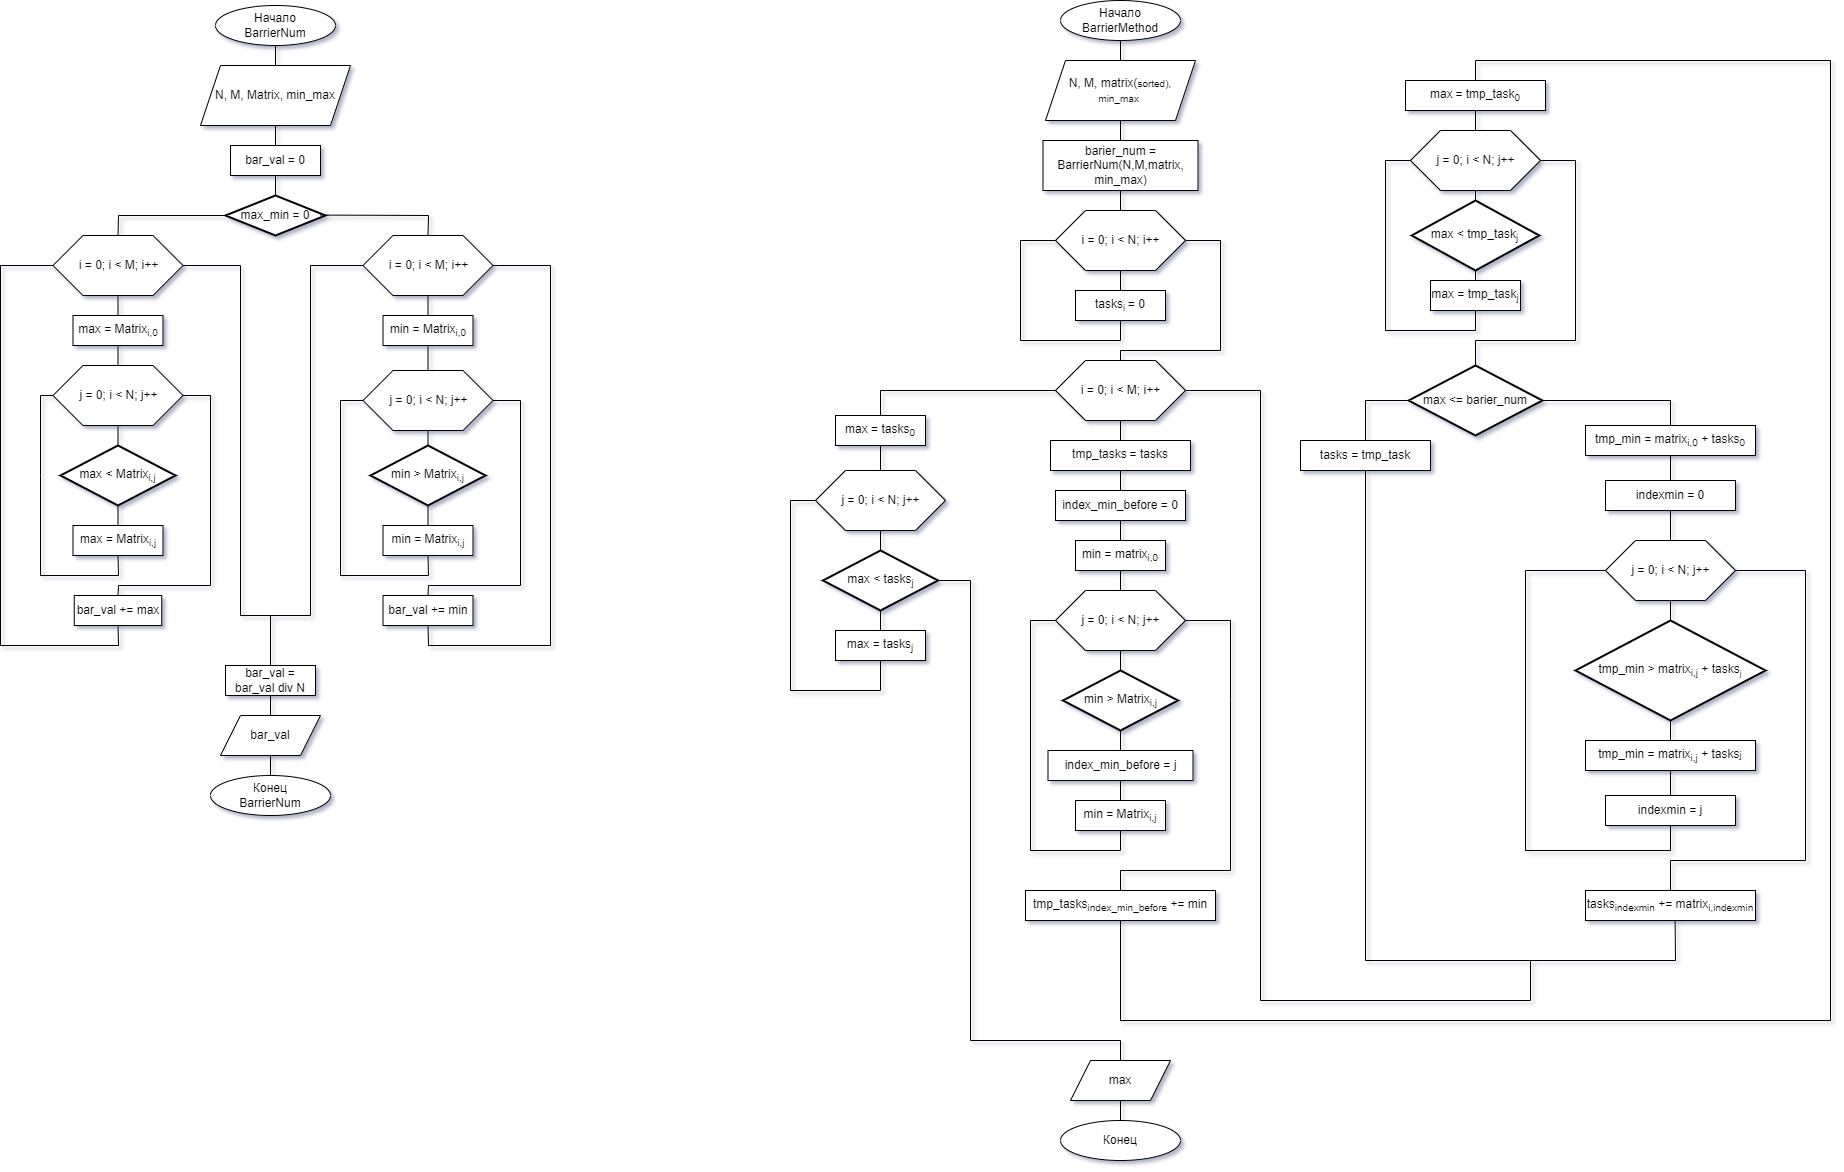 Начало
BarrierNum
N, M, Matrix, min_max
bar_val = 0
max_min = 0
i = 0; i < M; i++
max = Matrixi,0
j = 0; i < N; j++
max < Matrixi,j
max = Matrixi,j
bar_val += max
i = 0; i < M; i++
min = Matrixi,0
j = 0; i < N; j++
min > Matrixi,j
min = Matrixi,j
bar_val += min
bar_val =
bar_val div N
bar_val
Конец
BarrierNum
Начало
BarrierMethod
N, M, matrix(sorted),
min_max
barier_num =
BarrierNum(N,M,matrix,
min_max)
i = 0; i < N; i++
tasksi = 0
i = 0; i < M; i++
max = tasks0
j = 0; i < N; j++
max < tasksj
max = tasksj
tmp_tasks = tasks
index_min_before = 0
min = matrixi,0
j = 0; i < N; j++
min > Matrixi,j
index_min_before = j
min = Matrixi,j
tmp_tasksindex_min_before += min
max = tmp_task0
j = 0; i < N; j++
max < tmp_taskj
max = tmp_taskj
max <= barier_num
tasks = tmp_task
tmp_min = matrixi,0 + tasks0
indexmin = 0
j = 0; i < N; j++
tmp_min > matrixi,j + tasksj
tmp_min = matrixi,j + tasksj
indexmin = j
tasksindexmin += matrixi,indexmin
max
Конец